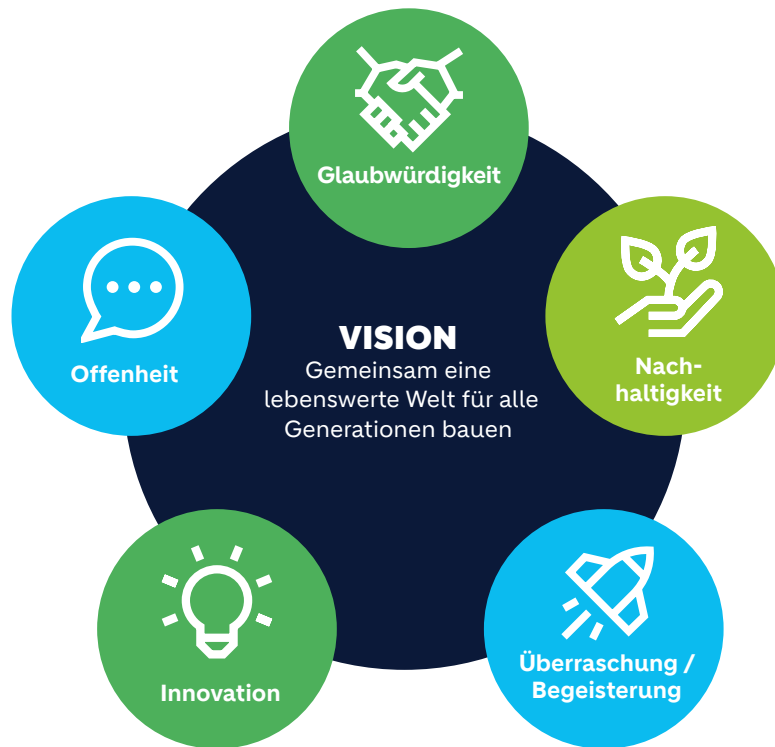 Glaubwürdigkeit
Offenheit
VISION
Gemeinsam eine
lebenswerte Welt für alle
Generationen bauen
Nach-
haltigkeit
Innovation
Überraschung /
Begeisterung